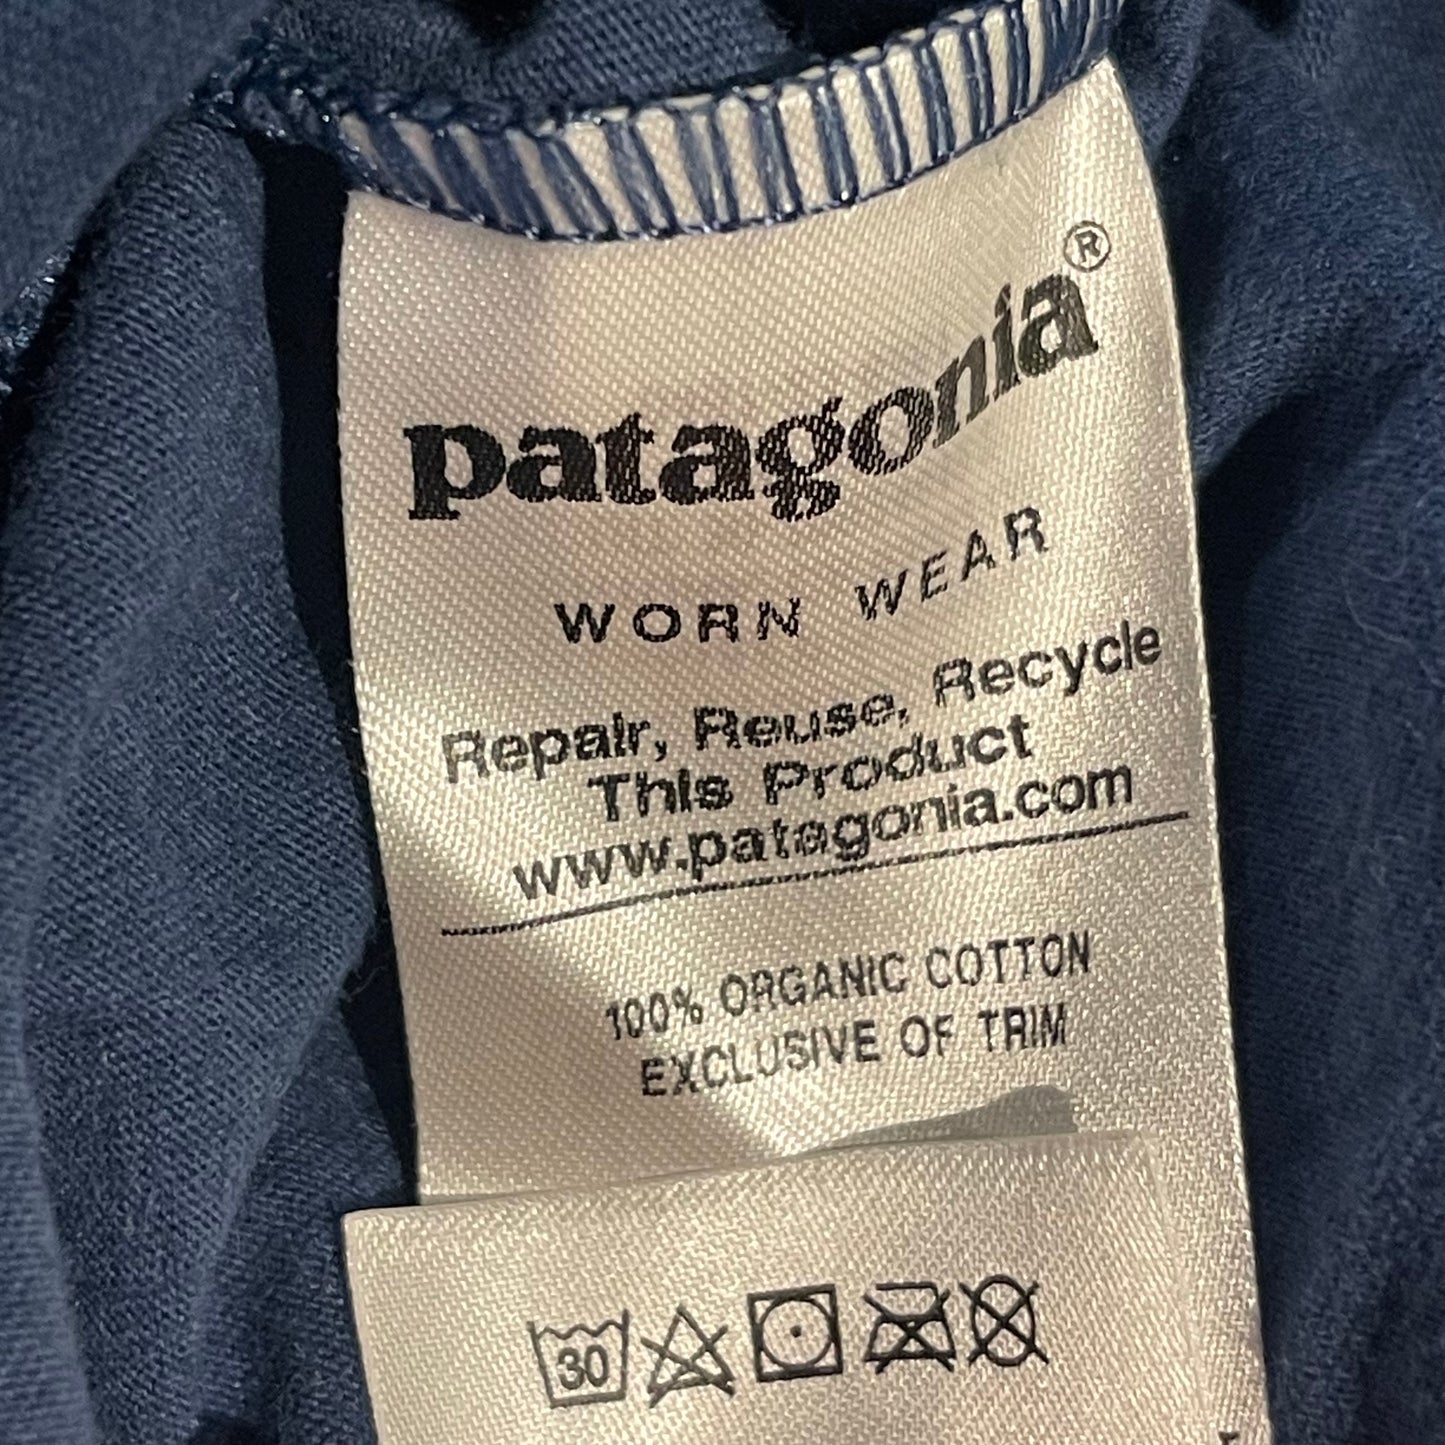 patagonia®
WORN WEAR
Repair, Reuse, Recycle
This Product
www.patagonia.com
100% ORGANIC COTTON
EXCLUSIVE OF TRIM
30